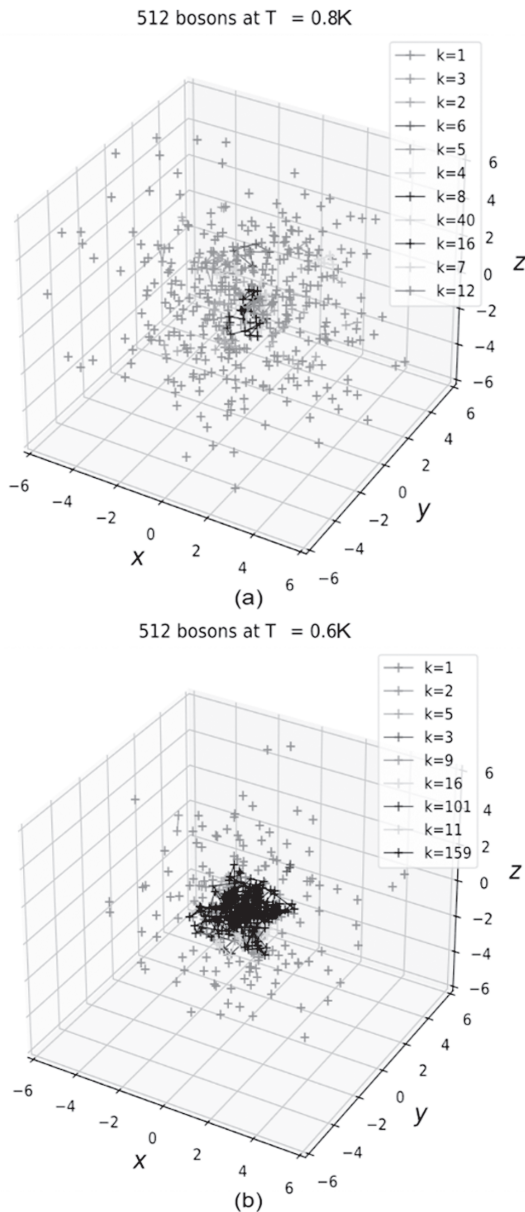 512 bosons at T = 0.8K
k=1
k=3
k=2
k=6
k=5
k=4
k=8
k=40
k=16
k=7
k=12
6
4
2
0
−2
−4
−6
z
6
4
2
0
−2
−4
−6
y
−6
−4
−2
0
2
4
6
x
(a)
512 bosons at T = 0.6K
k=1
k=2
k=5
k=3
k=9
k=16
k=101
k=11
k=159
6
4
2
0
−2
−4
−6
z
6
4
2
0
−2
−4
−6
y
−6
−4
−2
0
2
4
6
x
(b)